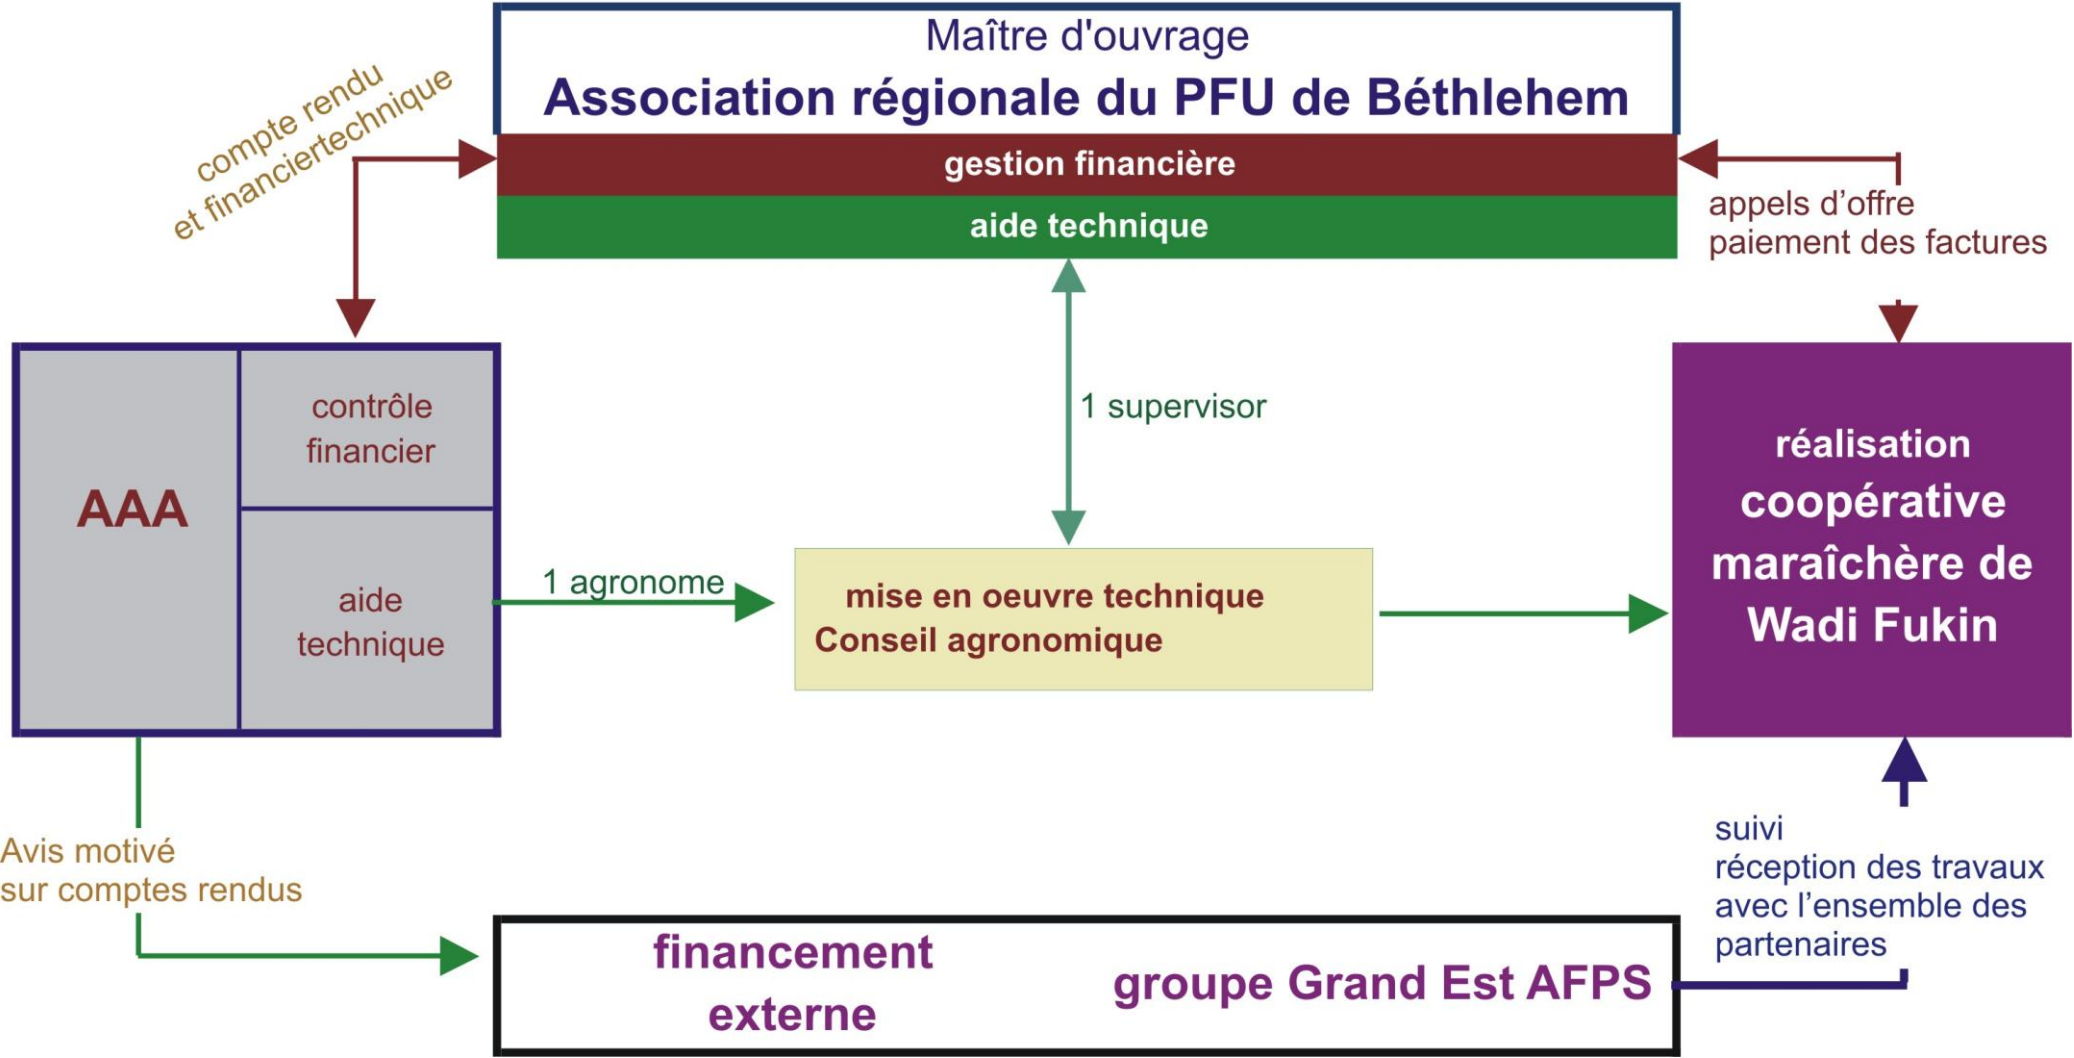 Maître d'ouvrage
Association régionale du PFU de Béthlehem
gestion financière
aide technique
compte rendu
et financiertechnique
appels d’offre
paiement des factures
AAA
contrôle
financier
aide
technique
1 supervisor
1 agronome
mise en oeuvre technique
Conseil agronomique
réalisation
coopérative
maraîchère de
Wadi Fukin
Avis motivé
sur comptes rendus
suivi
réception des travaux
avec l’ensemble des
partenaires
financement
externe
groupe Grand Est AFPS